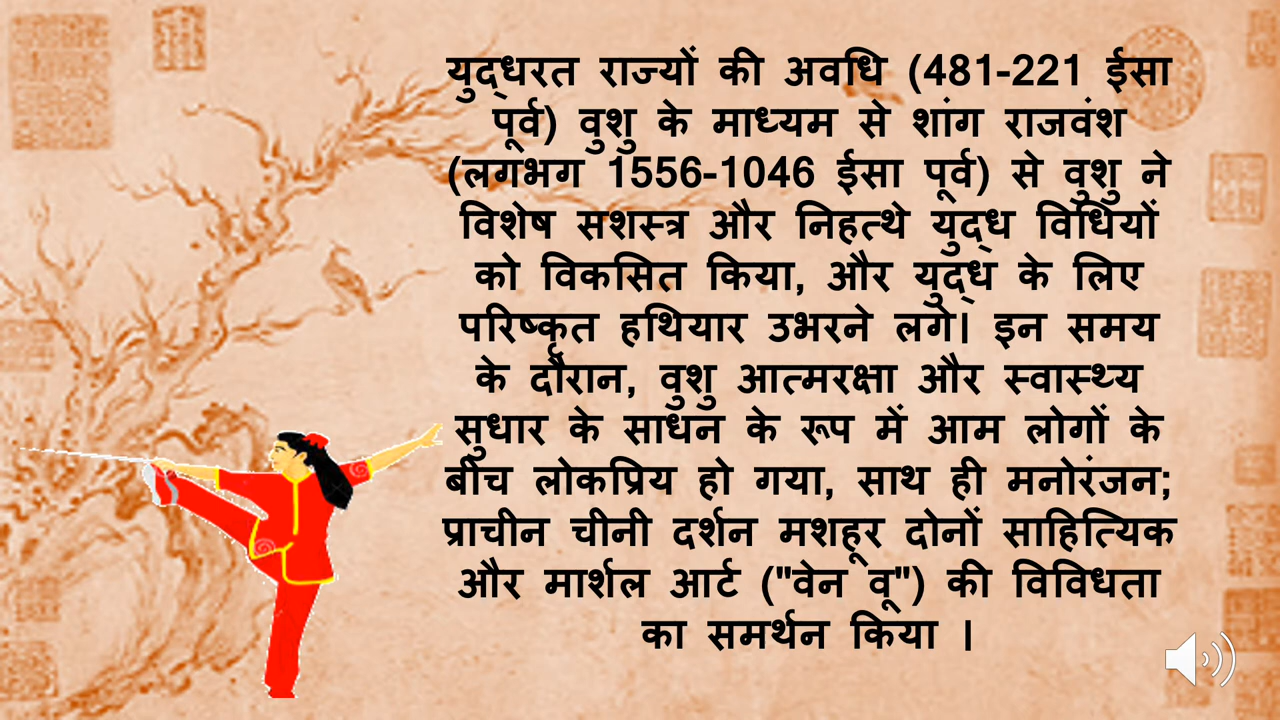 युद्धरत राज्यों की अवधि (481-221 ईसा
पूर्व) वुशु के माध्यम से शांग राजवंश
(लगभग 1556-1046 ईसा पूर्व) से वुशु ने
विशेष सशस्त्र और निहत्थे युद्ध विधियों
को विकसित किया, और युद्ध के लिए
परिष्कृत हथियार उभरने लगे। इन समय
के दौरान, वुशु आत्मरक्षा और स्वास्थ्य
सुधार के साधन के रूप में आम लोगों के
बीच लोकप्रिय हो गया, साथ ही मनोरंजन;
प्राचीन चीनी दर्शन मशहूर दोनों साहित्यिक
और मार्शल आर्ट ("वेन वू") की विविधता
का समर्थन किया ।